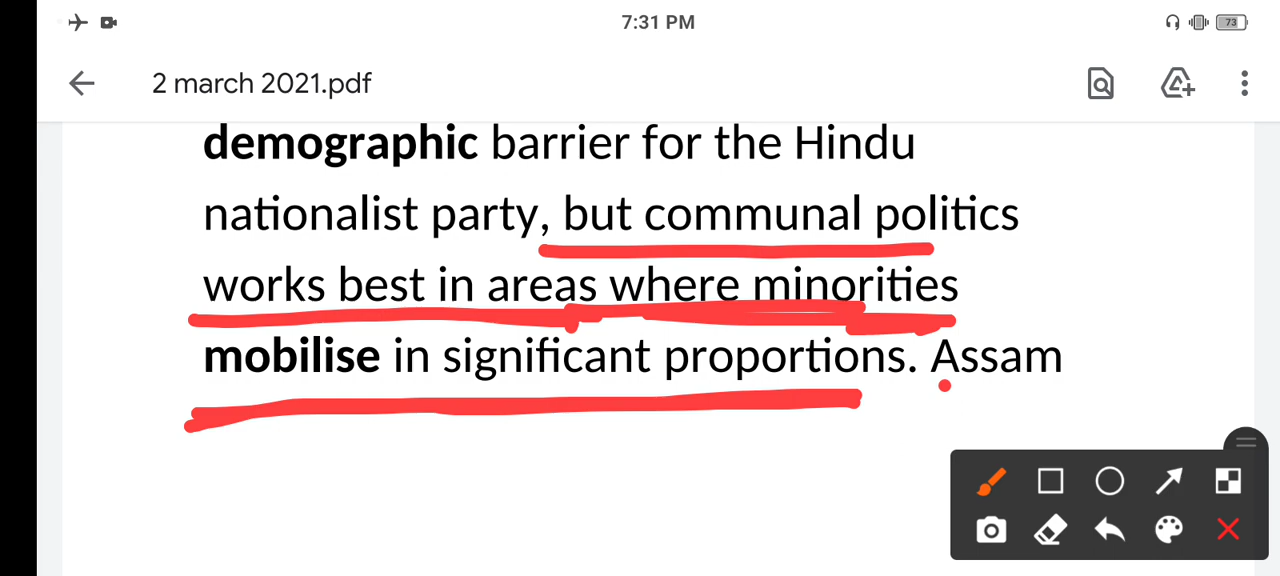 7:31 PM
73
2 march 2021.pdf
demographic barrier for the Hindu
nationalist party, but communal politics
works best in areas where minorities
mobilise in significant proportions. Assam